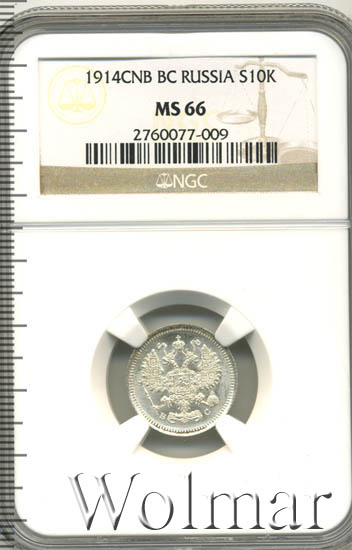 1914CNB BC RUSSIA S10K
MS 66
2760077-009
NGC
В С
Wolmar